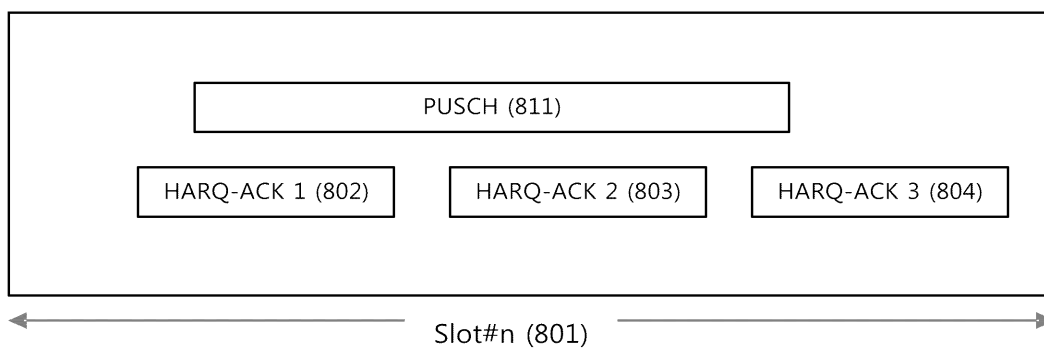 PUSCH (811)
HARQ-ACK 1 (802)
HARQ-ACK 2 (803)
HARQ-ACK 3 (804)
Slot#n (801)